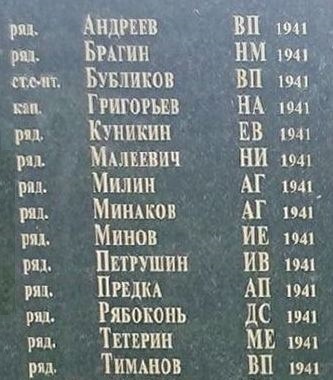 ряд. Андреев ВП 1941
ряд. Брагин НМ 1941
ст.с-нт. Бубликов ВП 1941
кап. Григорьев НА 1941
ряд. Куникин ЕВ 1941
ряд. Малеевич НИ 1941
ряд. Милин АГ 1941
ряд. Минаков АГ 1941
ряд. Минов ИЕ 1941
ряд. Петрушин ИВ 1941
ряд. Предка АП 1941
ряд. Рябоконь ДС 1941
ряд. Тетерин МЕ 1941
ряд. Тиманов ВП 1941